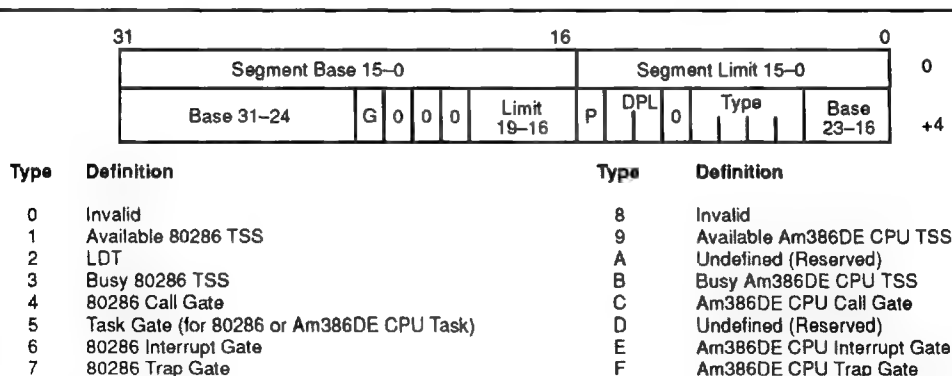 31 16 0
Segment Base 15–0 Segment Limit 15–0 0
Base 31–24 G 0 0 0 Limit 19–16 P DPL 0 Type Base 23–16 +4
Type Definition Type Definition
0 Invalid 8 Invalid
1 Available 80286 TSS 9 Available Am386DE CPU TSS
2 LDT A Undefined (Reserved)
3 Busy 80286 TSS B Busy Am386DE CPU TSS
4 80286 Call Gate C Am386DE CPU Call Gate
5 Task Gate (for 80286 or Am386DE CPU Task) D Undefined (Reserved)
6 80286 Interrupt Gate E Am386DE CPU Interrupt Gate
7 80286 Trap Gate F Am386DE CPU Trap Gate